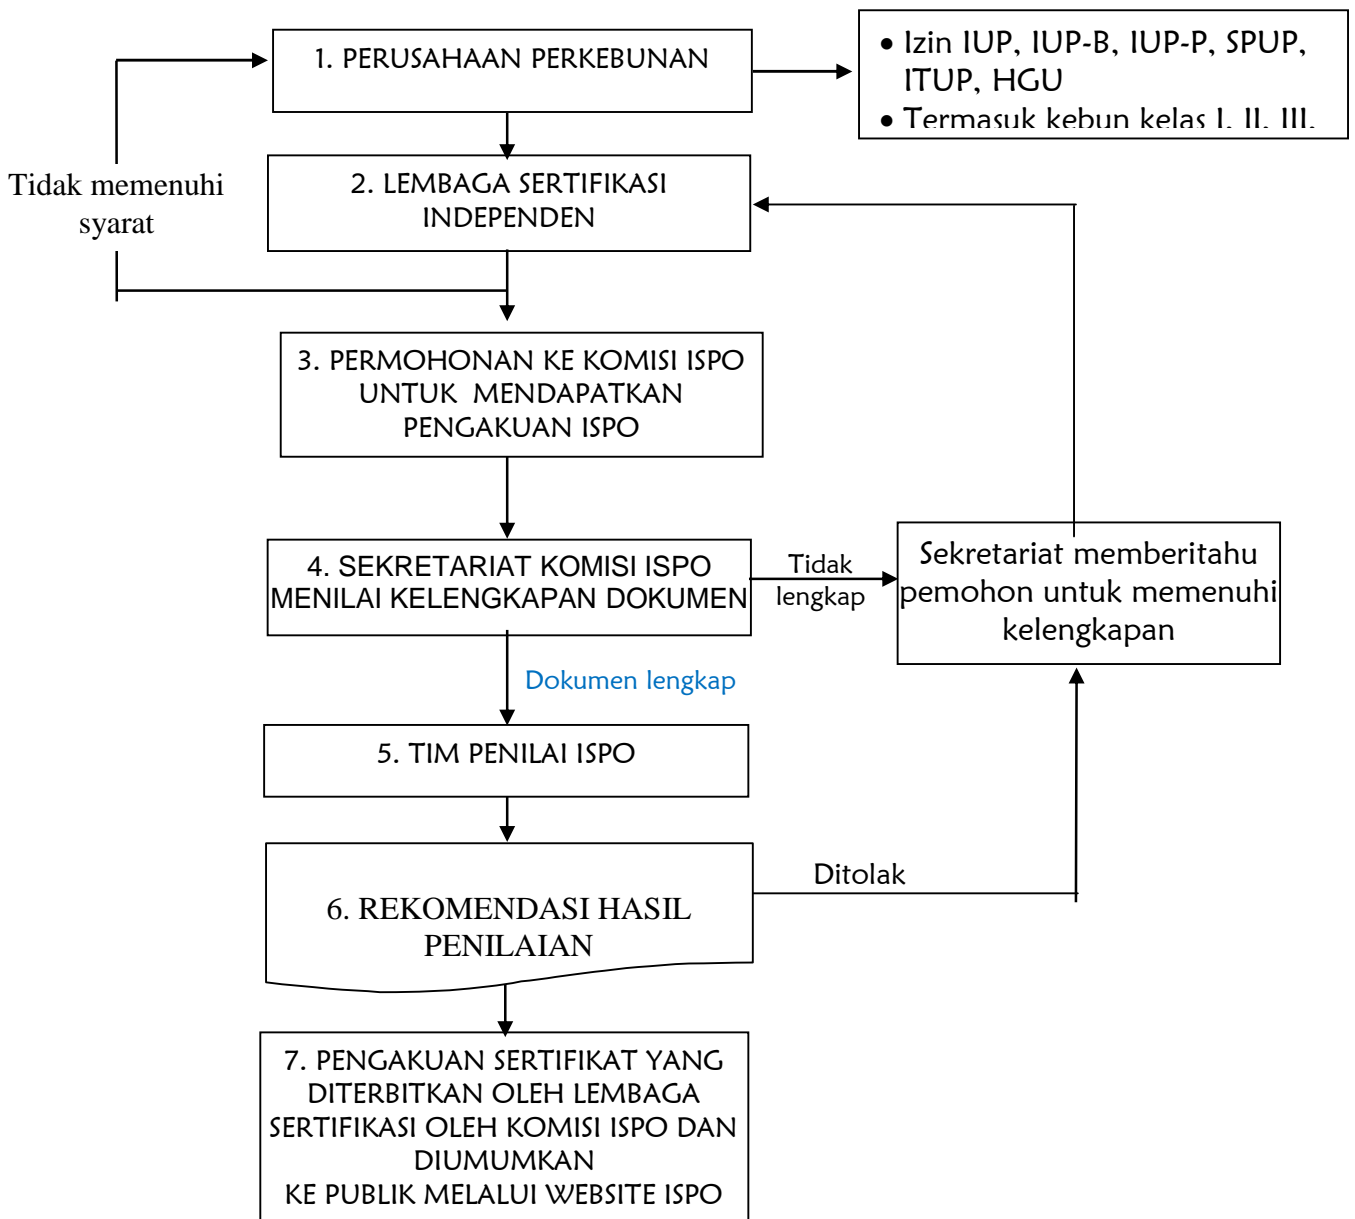 1. PERUSAHAAN PERKEBUNAN
• Izin IUP, IUP-B, IUP-P, SPUP,
ITUP, HGU
• Termasuk kebun kelas I, II, III.
Tidak memenuhi
syarat
2. LEMBAGA SERTIFIKASI
INDEPENDEN
3. PERMOHONAN KE KOMISI ISPO
UNTUK MENDAPATKAN
PENGAKUAN ISPO
4. SEKRETARIAT KOMISI ISPO
MENILAI KELENGKAPAN DOKUMEN
Tidak
lengkap
Sekretariat memberitahu
pemohon untuk memenuhi
kelengkapan
Dokumen lengkap
5. TIM PENILAI ISPO
6. REKOMENDASI HASIL
PENILAIAN
Ditolak
7. PENGAKUAN SERTIFIKAT YANG
DITERBITKAN OLEH LEMBAGA
SERTIFIKASI OLEH KOMISI ISPO DAN
DIUMUMKAN
KE PUBLIK MELALUI WEBSITE ISPO